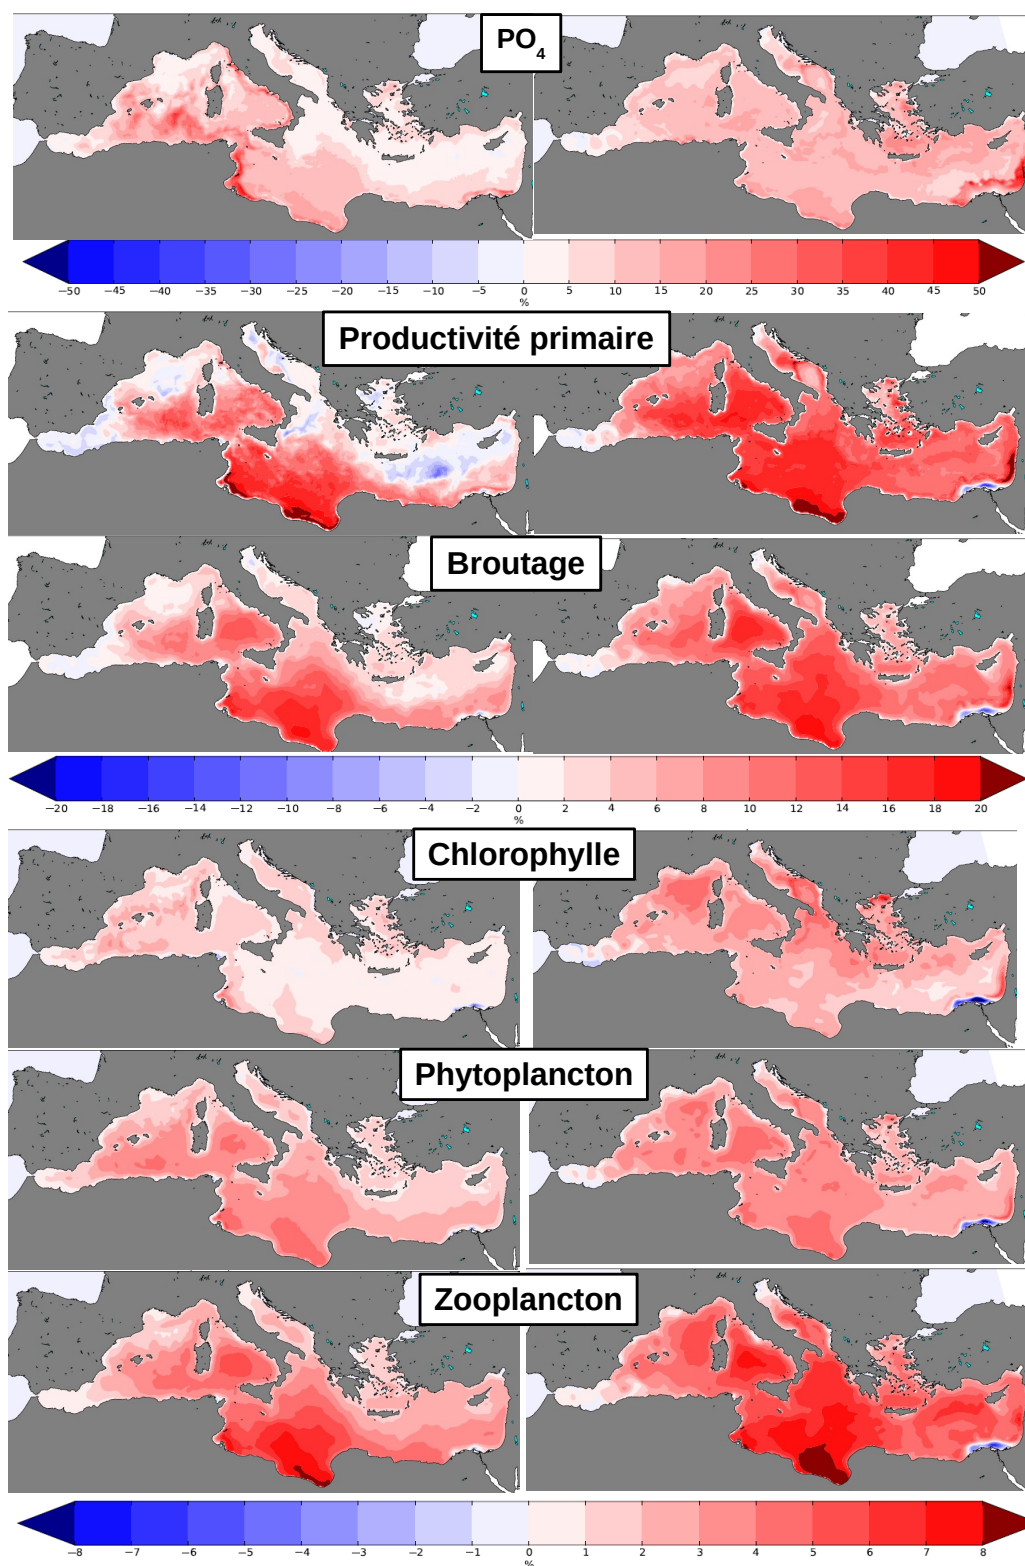 PO4
−50 −45 −40 −35 −30 −25 −20 −15 −10 −5 0 5 10 15 20 25 30 35 40 45 50
%
Productivité primaire
Broutage
−20 −18 −16 −14 −12 −10 −8 −6 −4 −2 0 2 4 6 8 10 12 14 16 18 20
%
Chlorophylle
Phytoplancton
Zooplancton
−8 −7 −6 −5 −4 −3 −2 −1 0 1 2 3 4 5 6 7 8
%